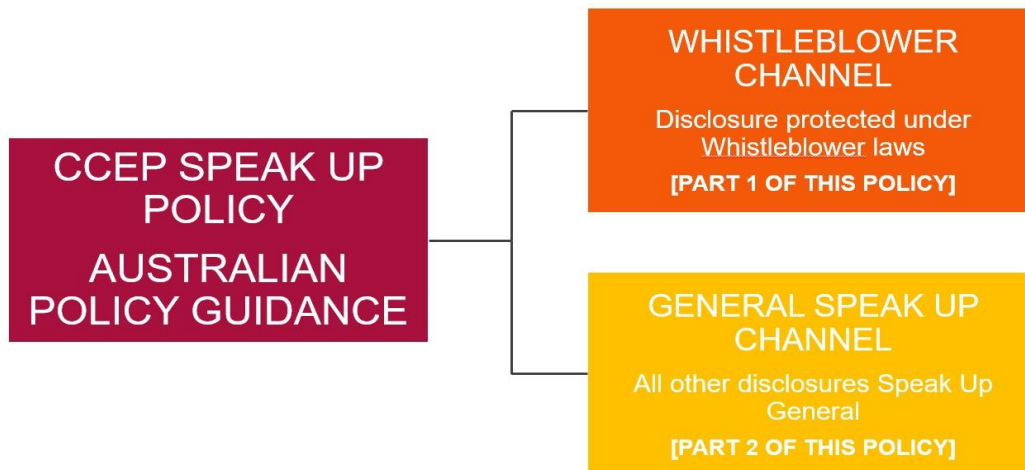 CCEP SPEAK UP
POLICY
AUSTRALIAN
POLICY GUIDANCE
WHISTLEBLOWER
CHANNEL
Disclosure protected under
Whistleblower laws
[PART 1 OF THIS POLICY]
GENERAL SPEAK UP
CHANNEL
All other disclosures Speak Up
General
[PART 2 OF THIS POLICY]